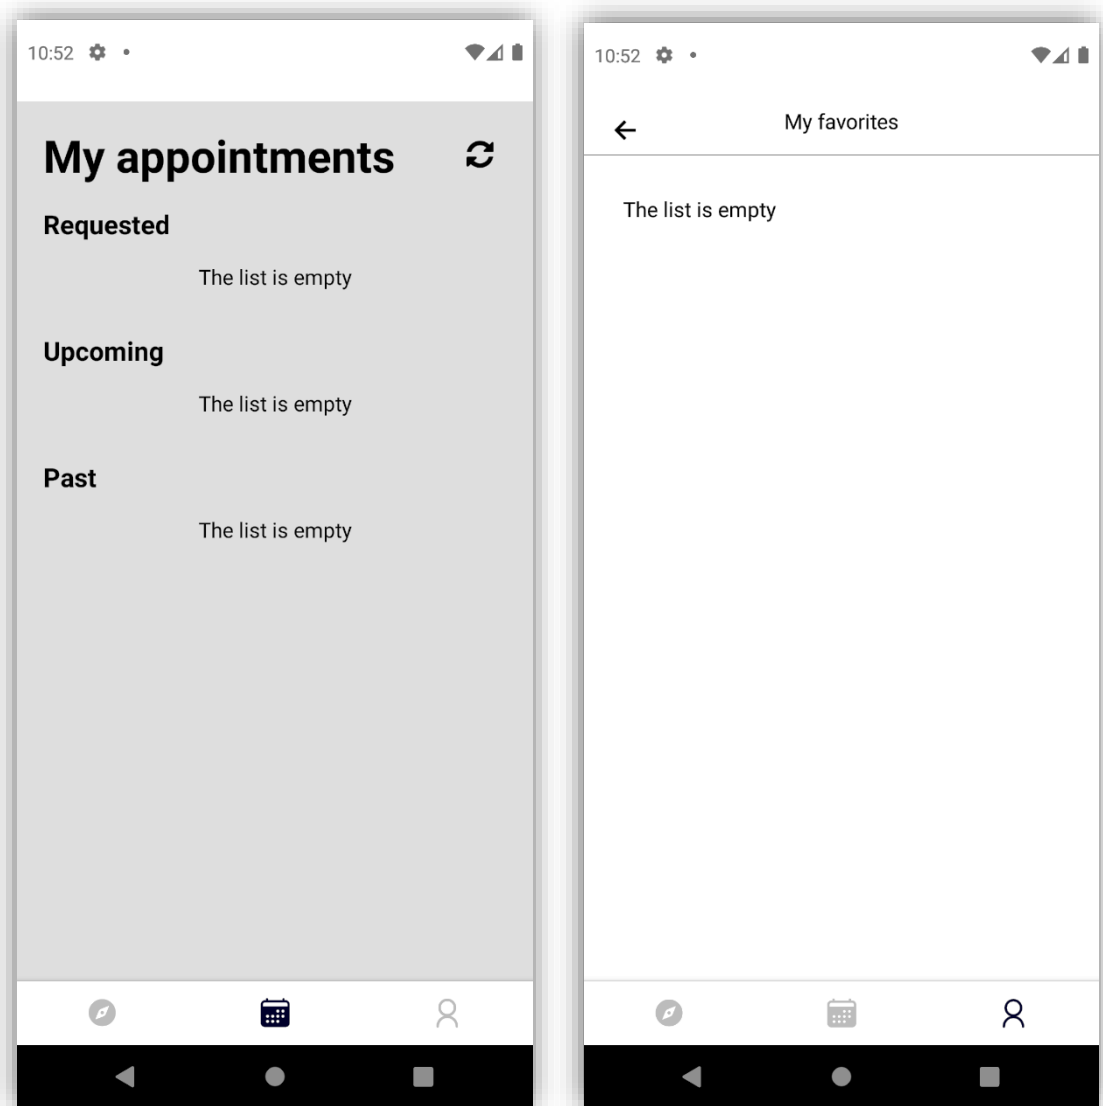 10:52
My appointments
Requested
The list is empty
Upcoming
The list is empty
Past
The list is empty
10:52
My favorites
The list is empty